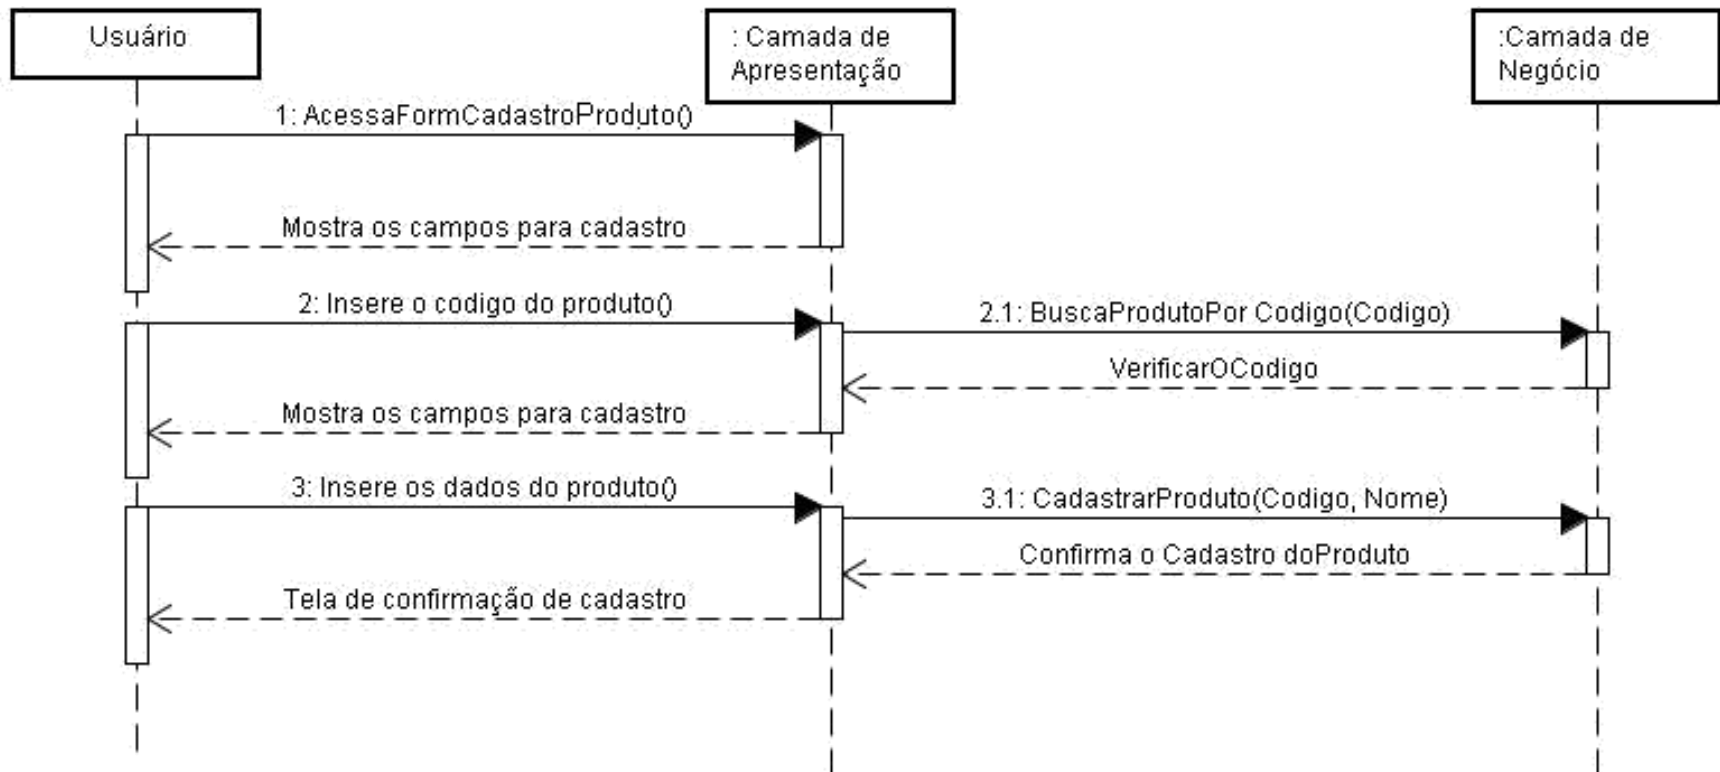 Usuário
: Camada de
Apresentação
:Camada de
Negócio
1: AcessaFormCadastroProduto()
Mostra os campos para cadastro
2: Insere o codigo do produto()
2.1: BuscaProdutoPor Codigo(Codigo)
VerificarOCodigo
Mostra os campos para cadastro
3: Insere os dados do produto()
3.1: CadastrarProduto(Codigo, Nome)
Confirma o Cadastro doProduto
Tela de confirmação de cadastro